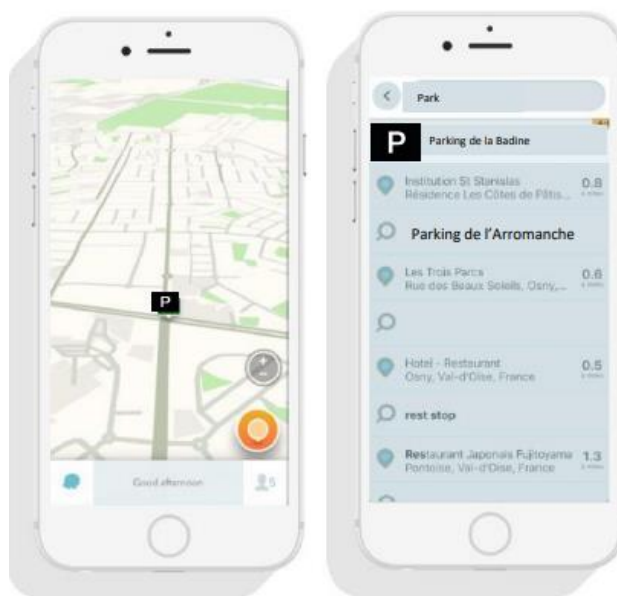 P
Good afternoon
5
Park
P Parking de la Badine
Institution St Stanislas 0.8
Résidence Les Côtes de Pâtis...
Parking de l'Arromanche
Les Trois Parcs 0.6
Rue des Beaux Soleils, Osny,...
Hotel - Restaurant 0.5
Osny, Val-d'Oise, France
rest stop
Restaurant Japonais Fujitoyama 1.3
Pontoise, Val-d'Oise, France